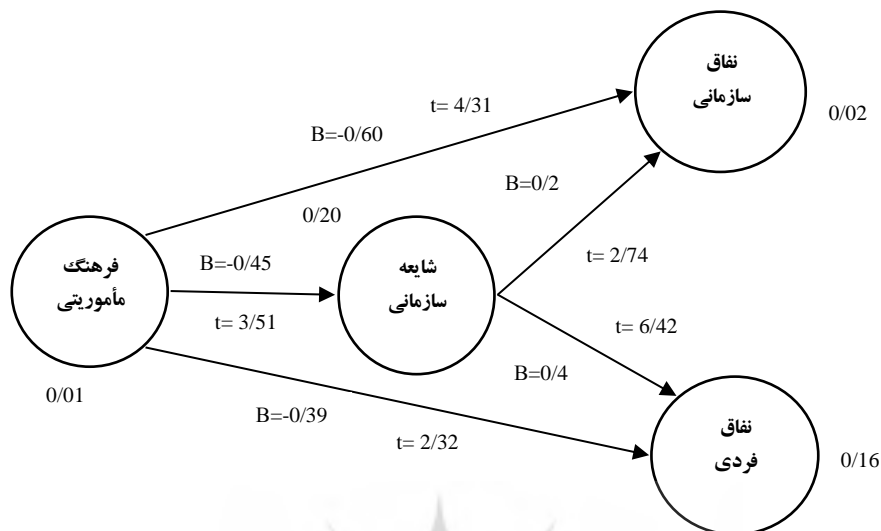 نفاق
سازمانی
t= 4/31
0/02
B=-0/60
B=0/2
0/20
فرهنگ
مأموریتی
B=-0/45
شایعه
سازمانی
t= 2/74
t= 3/51
t= 6/42
B=0/4
0/01
B=-0/39
t= 2/32
نفاق
فردی
0/16